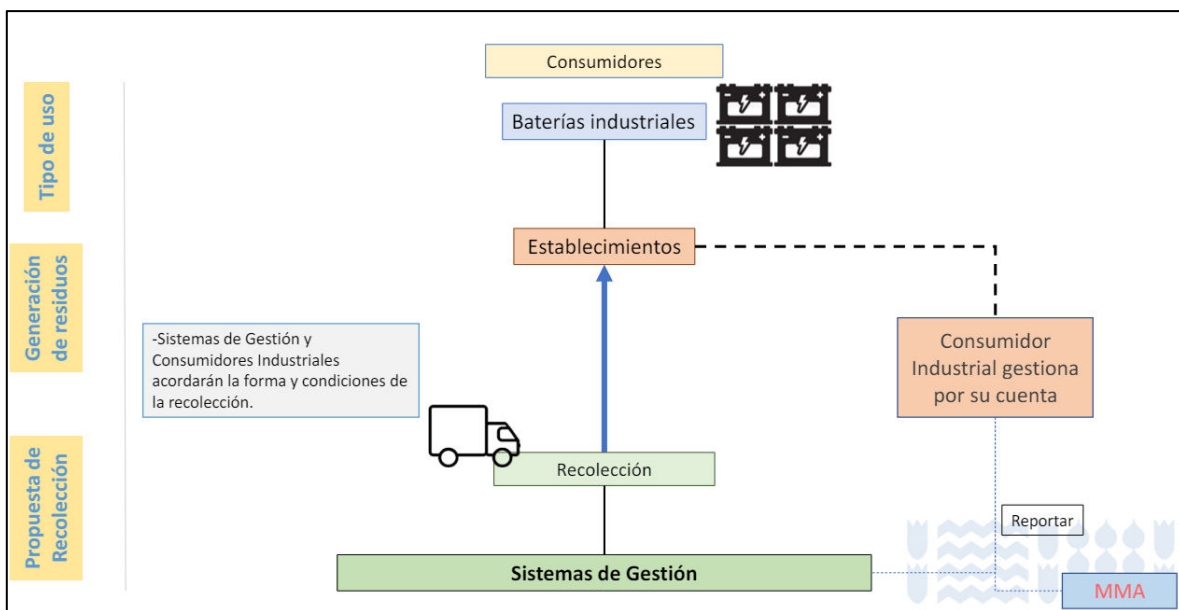 Consumidores
Tipo de uso
Baterías industriales
Generación
de residuos
Establecimientos
-Sistemas de Gestión y
Consumidores Industriales
acordarán la forma y condiciones de
la recolección.
Consumidor
Industrial gestiona
por su cuenta
Propuesta de
Recolección
Recolección
Reportar
Sistemas de Gestión
MMA